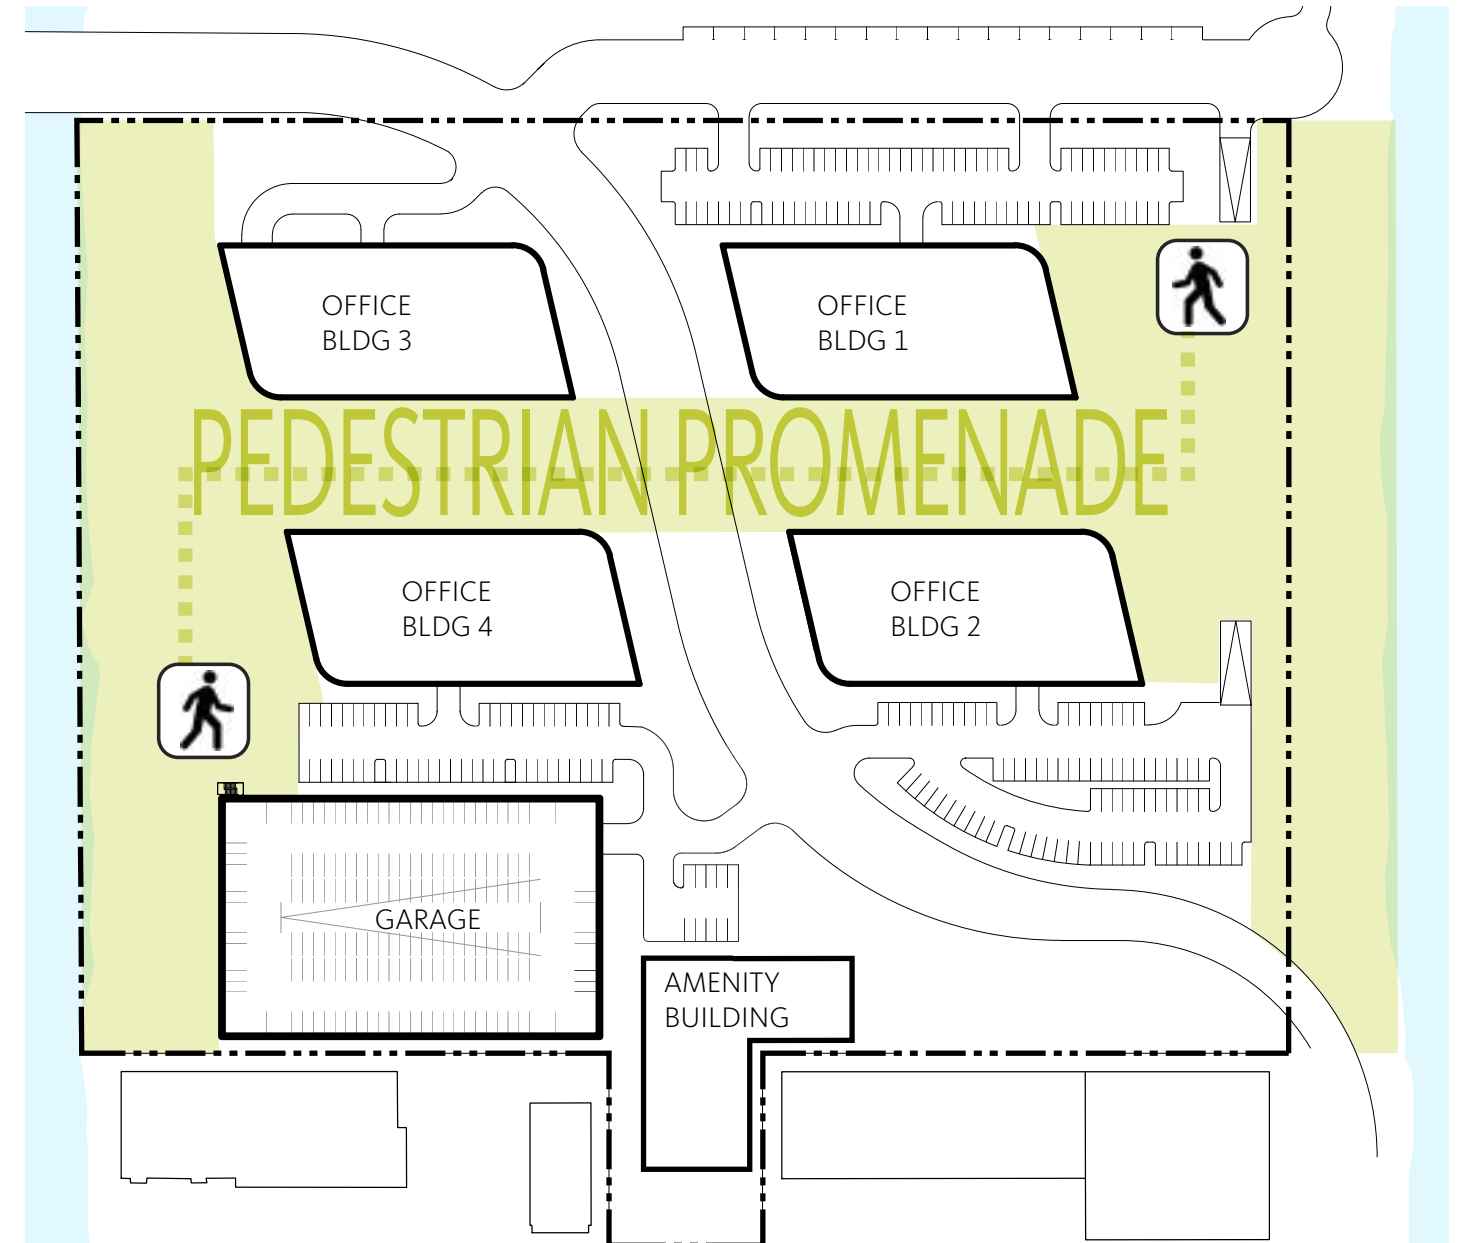 OFFICE
BLDG 3
OFFICE
BLDG 1
PEDESTRIAN PROMENADE
OFFICE
BLDG 4
OFFICE
BLDG 2
GARAGE
AMENITY
BUILDING